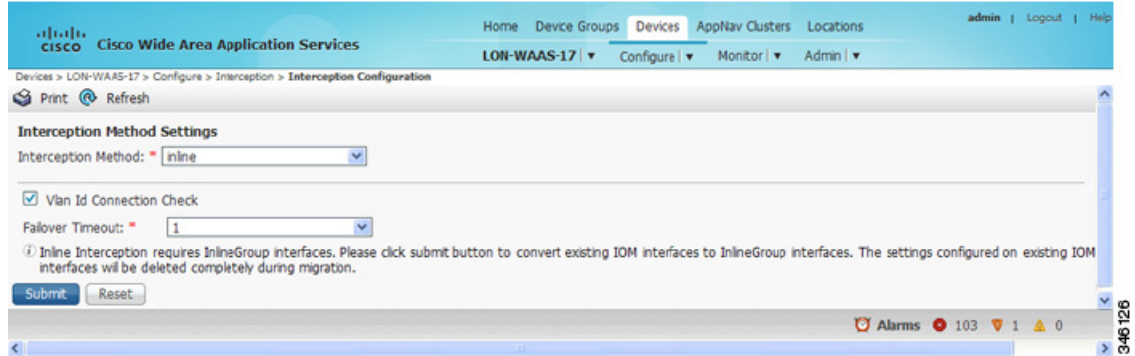 Home Device Groups Devices AppNav Clusters Locations
admin | Logout | Help
CISCO Cisco Wide Area Application Services
LON-WAAS-17 | Configure | Monitor | Admin |
Devices > LON-WAAS-17 > Configure > Interception > Interception Configuration
Print Refresh
Interception Method Settings
Interception Method: * inline
Vlan Id Connection Check
Failover Timeout: * 1
Inline Interception requires InlineGroup interfaces. Please click submit button to convert existing IOM interfaces to InlineGroup interfaces. The settings configured on existing IOM
interfaces will be deleted completely during migration.
Submit Reset
Alarms 103 1 0
346126